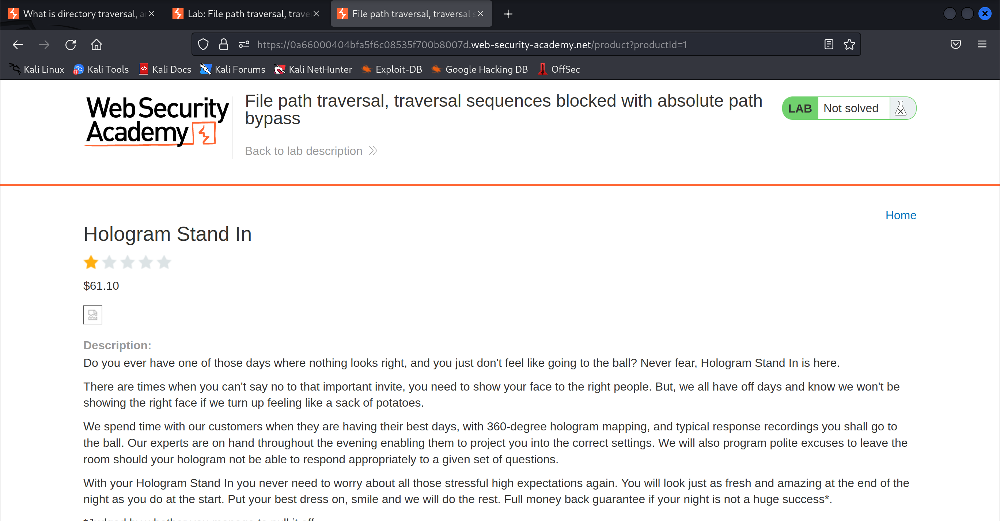 What is directory traversal, a
Lab: File path traversal, trave
File path traversal, traversal s
https://0a66000404bfa5f6c08535f700b8007d.web-security-academy.net/product?productId=1
Kali Linux Kali Tools Kali Docs Kali Forums Kali NetHunter Exploit-DB Google Hacking DB OffSec
Web Security
Academy
File path traversal, traversal sequences blocked with absolute path
bypass
LAB Not solved
Back to lab description
Home
Hologram Stand In
$61.10
Description:
Do you ever have one of those days where nothing looks right, and you just don't feel like going to the ball? Never fear, Hologram Stand In is here.
There are times when you can't say no to that important invite, you need to show your face to the right people. But, we all have off days and know we won't be
showing the right face if we turn up feeling like a sack of potatoes.
We spend time with our customers when they are having their best days, with 360-degree hologram mapping, and typical response recordings you shall go to
the ball. Our experts are on hand throughout the evening enabling them to project you into the correct settings. We will also program polite excuses to leave the
room should your hologram not be able to respond appropriately to a given set of questions.
With your Hologram Stand In you never need to worry about all those stressful high expectations again. You will look just as fresh and amazing at the end of the
night as you do at the start. Put your best dress on, smile and we will do the rest. Full money back guarantee if your night is not a huge success*.
*Judged by whether you manage to pull it off